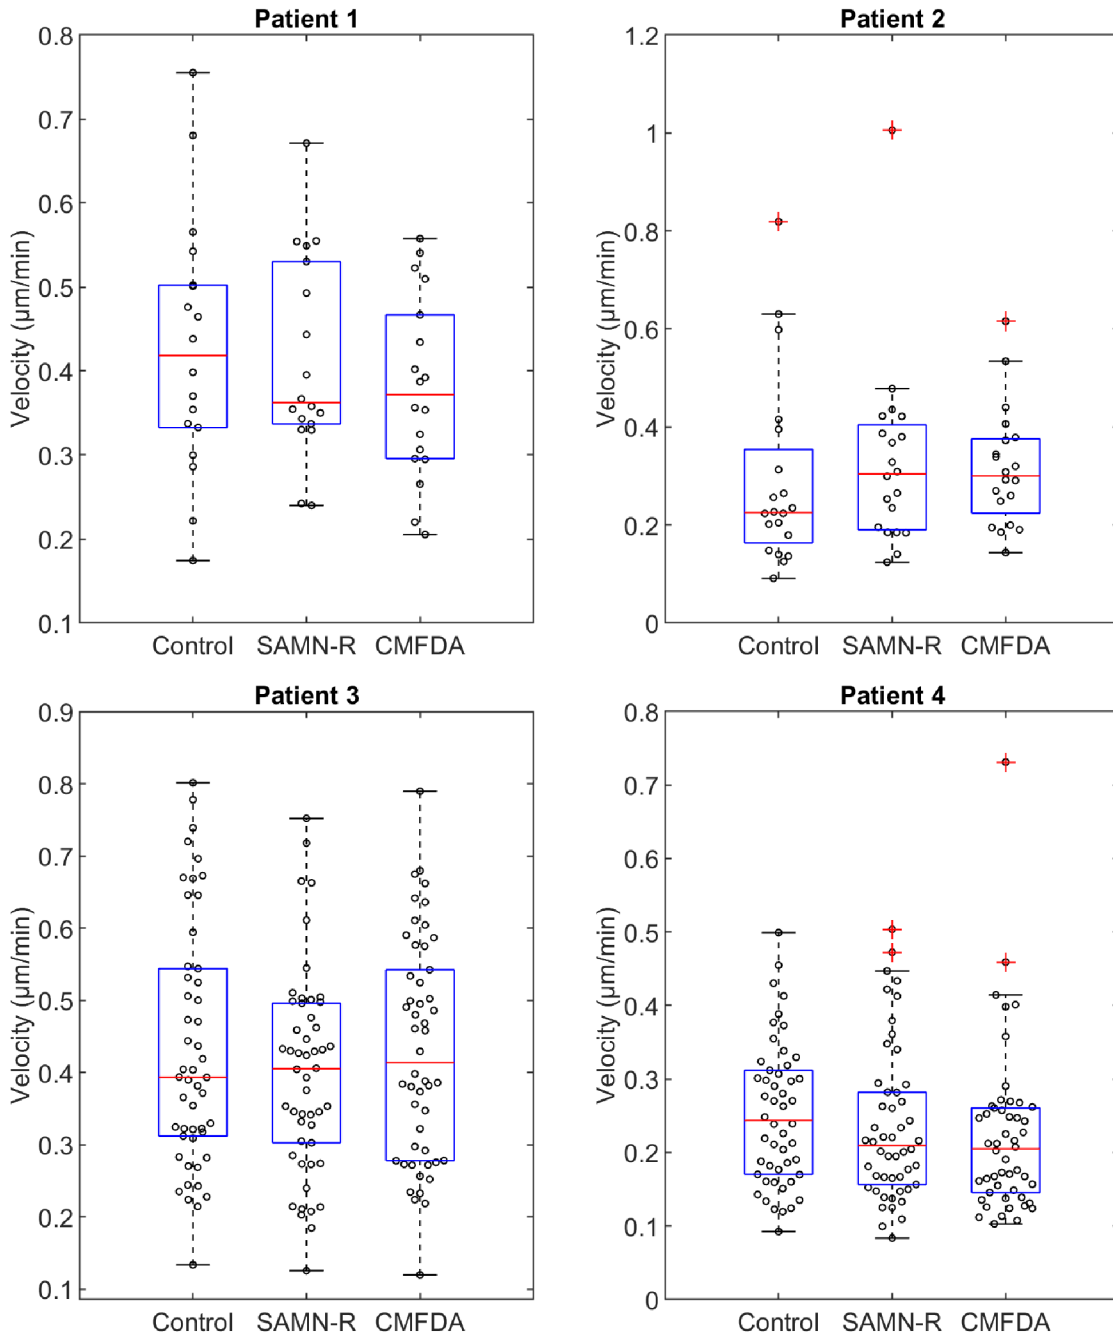 Patient 1
0.8
0.7
0.6
0.5
0.4
0.3
0.2
0.1
Velocity (µm/min)
Control SAMN-R CMFDA
Patient 2
1.2
1
0.8
0.6
0.4
0.2
0
Velocity (µm/min)
Control SAMN-R CMFDA
Patient 3
0.9
0.8
0.7
0.6
0.5
0.4
0.3
0.2
0.1
Velocity (µm/min)
Control SAMN-R CMFDA
Patient 4
0.8
0.7
0.6
0.5
0.4
0.3
0.2
0.1
0
Velocity (µm/min)
Control SAMN-R CMFDA